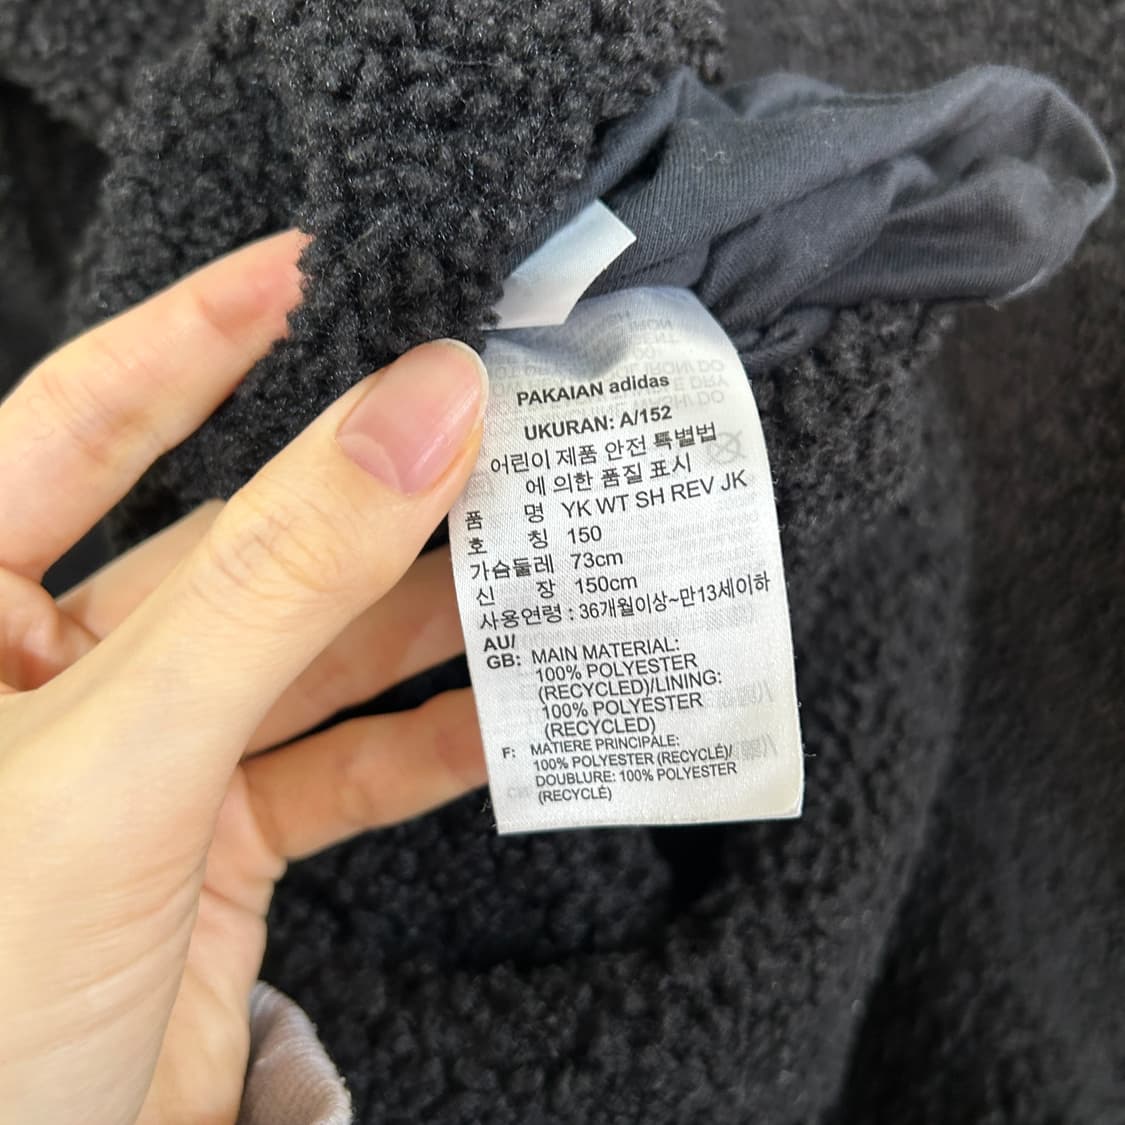 PAKAIAN adidas
UKURAN: A/152
어린이 제품 안전 특별법
에 의한 품질 표시
품 명 YK WT SH REV JK
호 칭 150
가슴둘레 73cm
신 장 150cm
사용연령 : 36개월이상~만13세이하
AU/
GB: MAIN MATERIAL:
100% POLYESTER
(RECYCLED)/LINING:
100% POLYESTER
(RECYCLED)
F: MATIERE PRINCIPALE:
100% POLYESTER (RECYCLÉ)/
DOUBLURE: 100% POLYESTER
(RECYCLÉ)